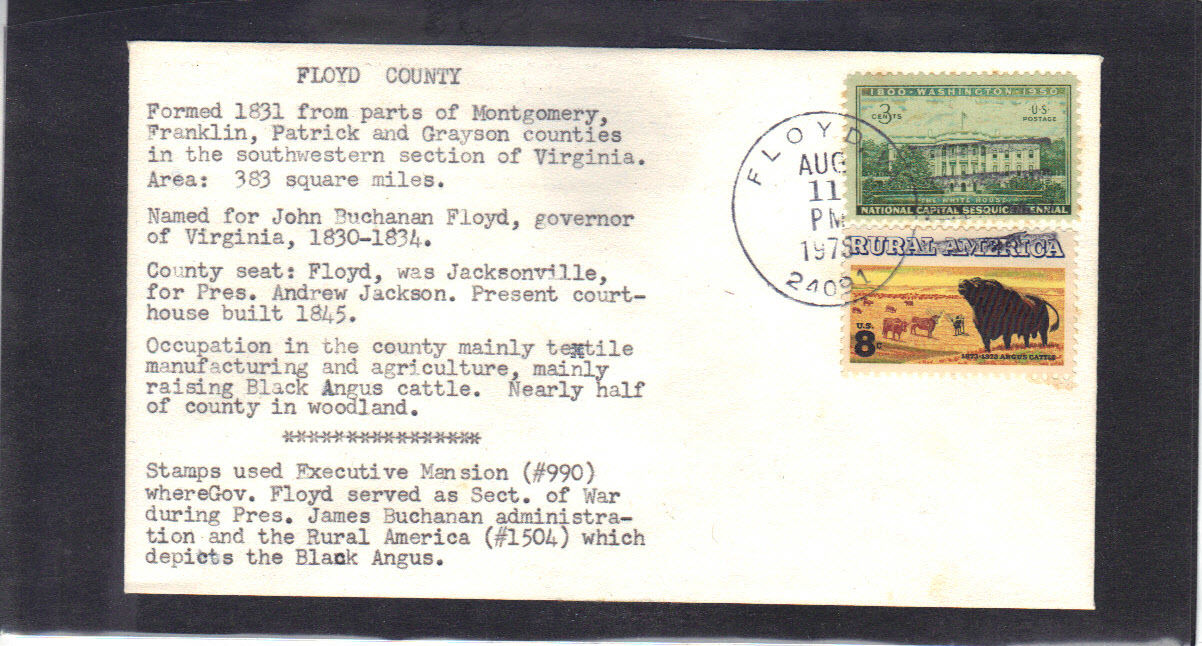 FLOYD COUNTY
Formed 1831 from parts of Montgomery,
Franklin, Patrick and Grayson counties
in the southwestern section of Virginia.
Area: 383 square miles.
Named for John Buchanan Floyd, governor
of Virginia, 1830-1834.
County seat: Floyd, was Jacksonville,
for Pres. Andrew Jackson. Present court-
house built 1845.
Occupation in the county mainly textile
manufacturing and agriculture, mainly
raising Black Angus cattle. Nearly half
of county in woodland.
****************
Stamps used Executive Mansion (#990)
whereGov. Floyd served as Sect. of War
during Pres. James Buchanan administra-
tion and the Rural America (#1504) which
depicts the Black Angus.
FLOYD
AUG
11
PM
24091
1800 - WASHINGTON - 1950
3 CENTS
U.S. POSTAGE
THE WHITE HOUSE
NATIONAL CAPITAL SESQUICENTENNIAL
RURAL AMERICA
U.S.
8c
1873-1973 ANGUS CATTLE